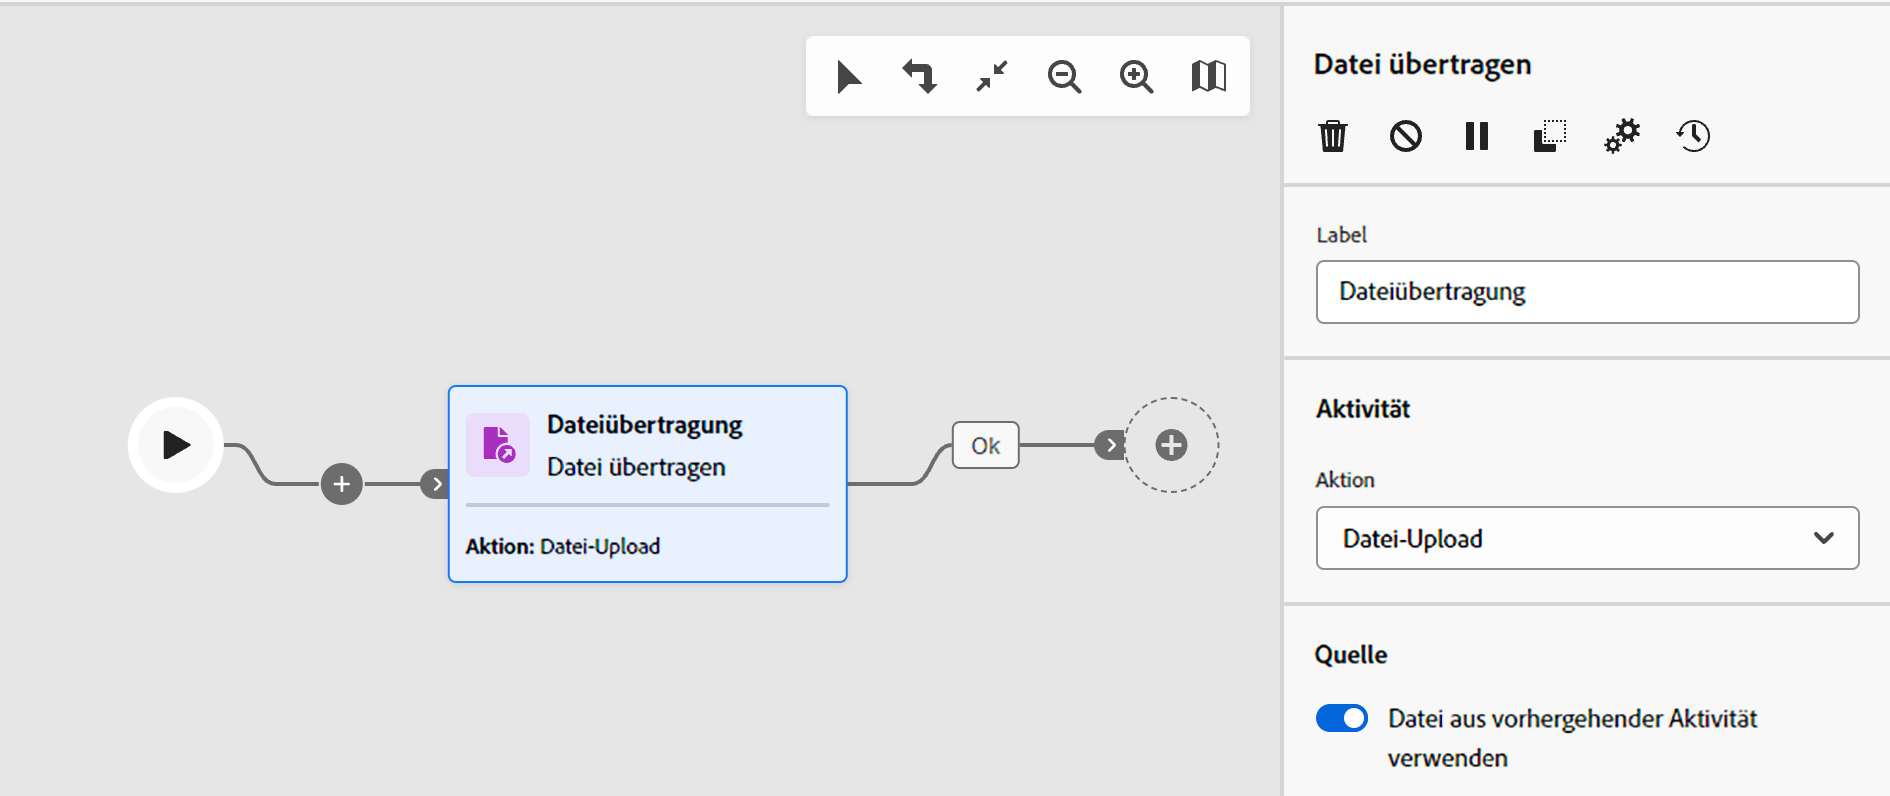 Dateiübertragung
Datei übertragen
Aktion: Datei-Upload
Ok
Datei übertragen
Label
Dateiübertragung
Aktivität
Aktion
Datei-Upload
Quelle
Datei aus vorhergehender Aktivität
verwenden